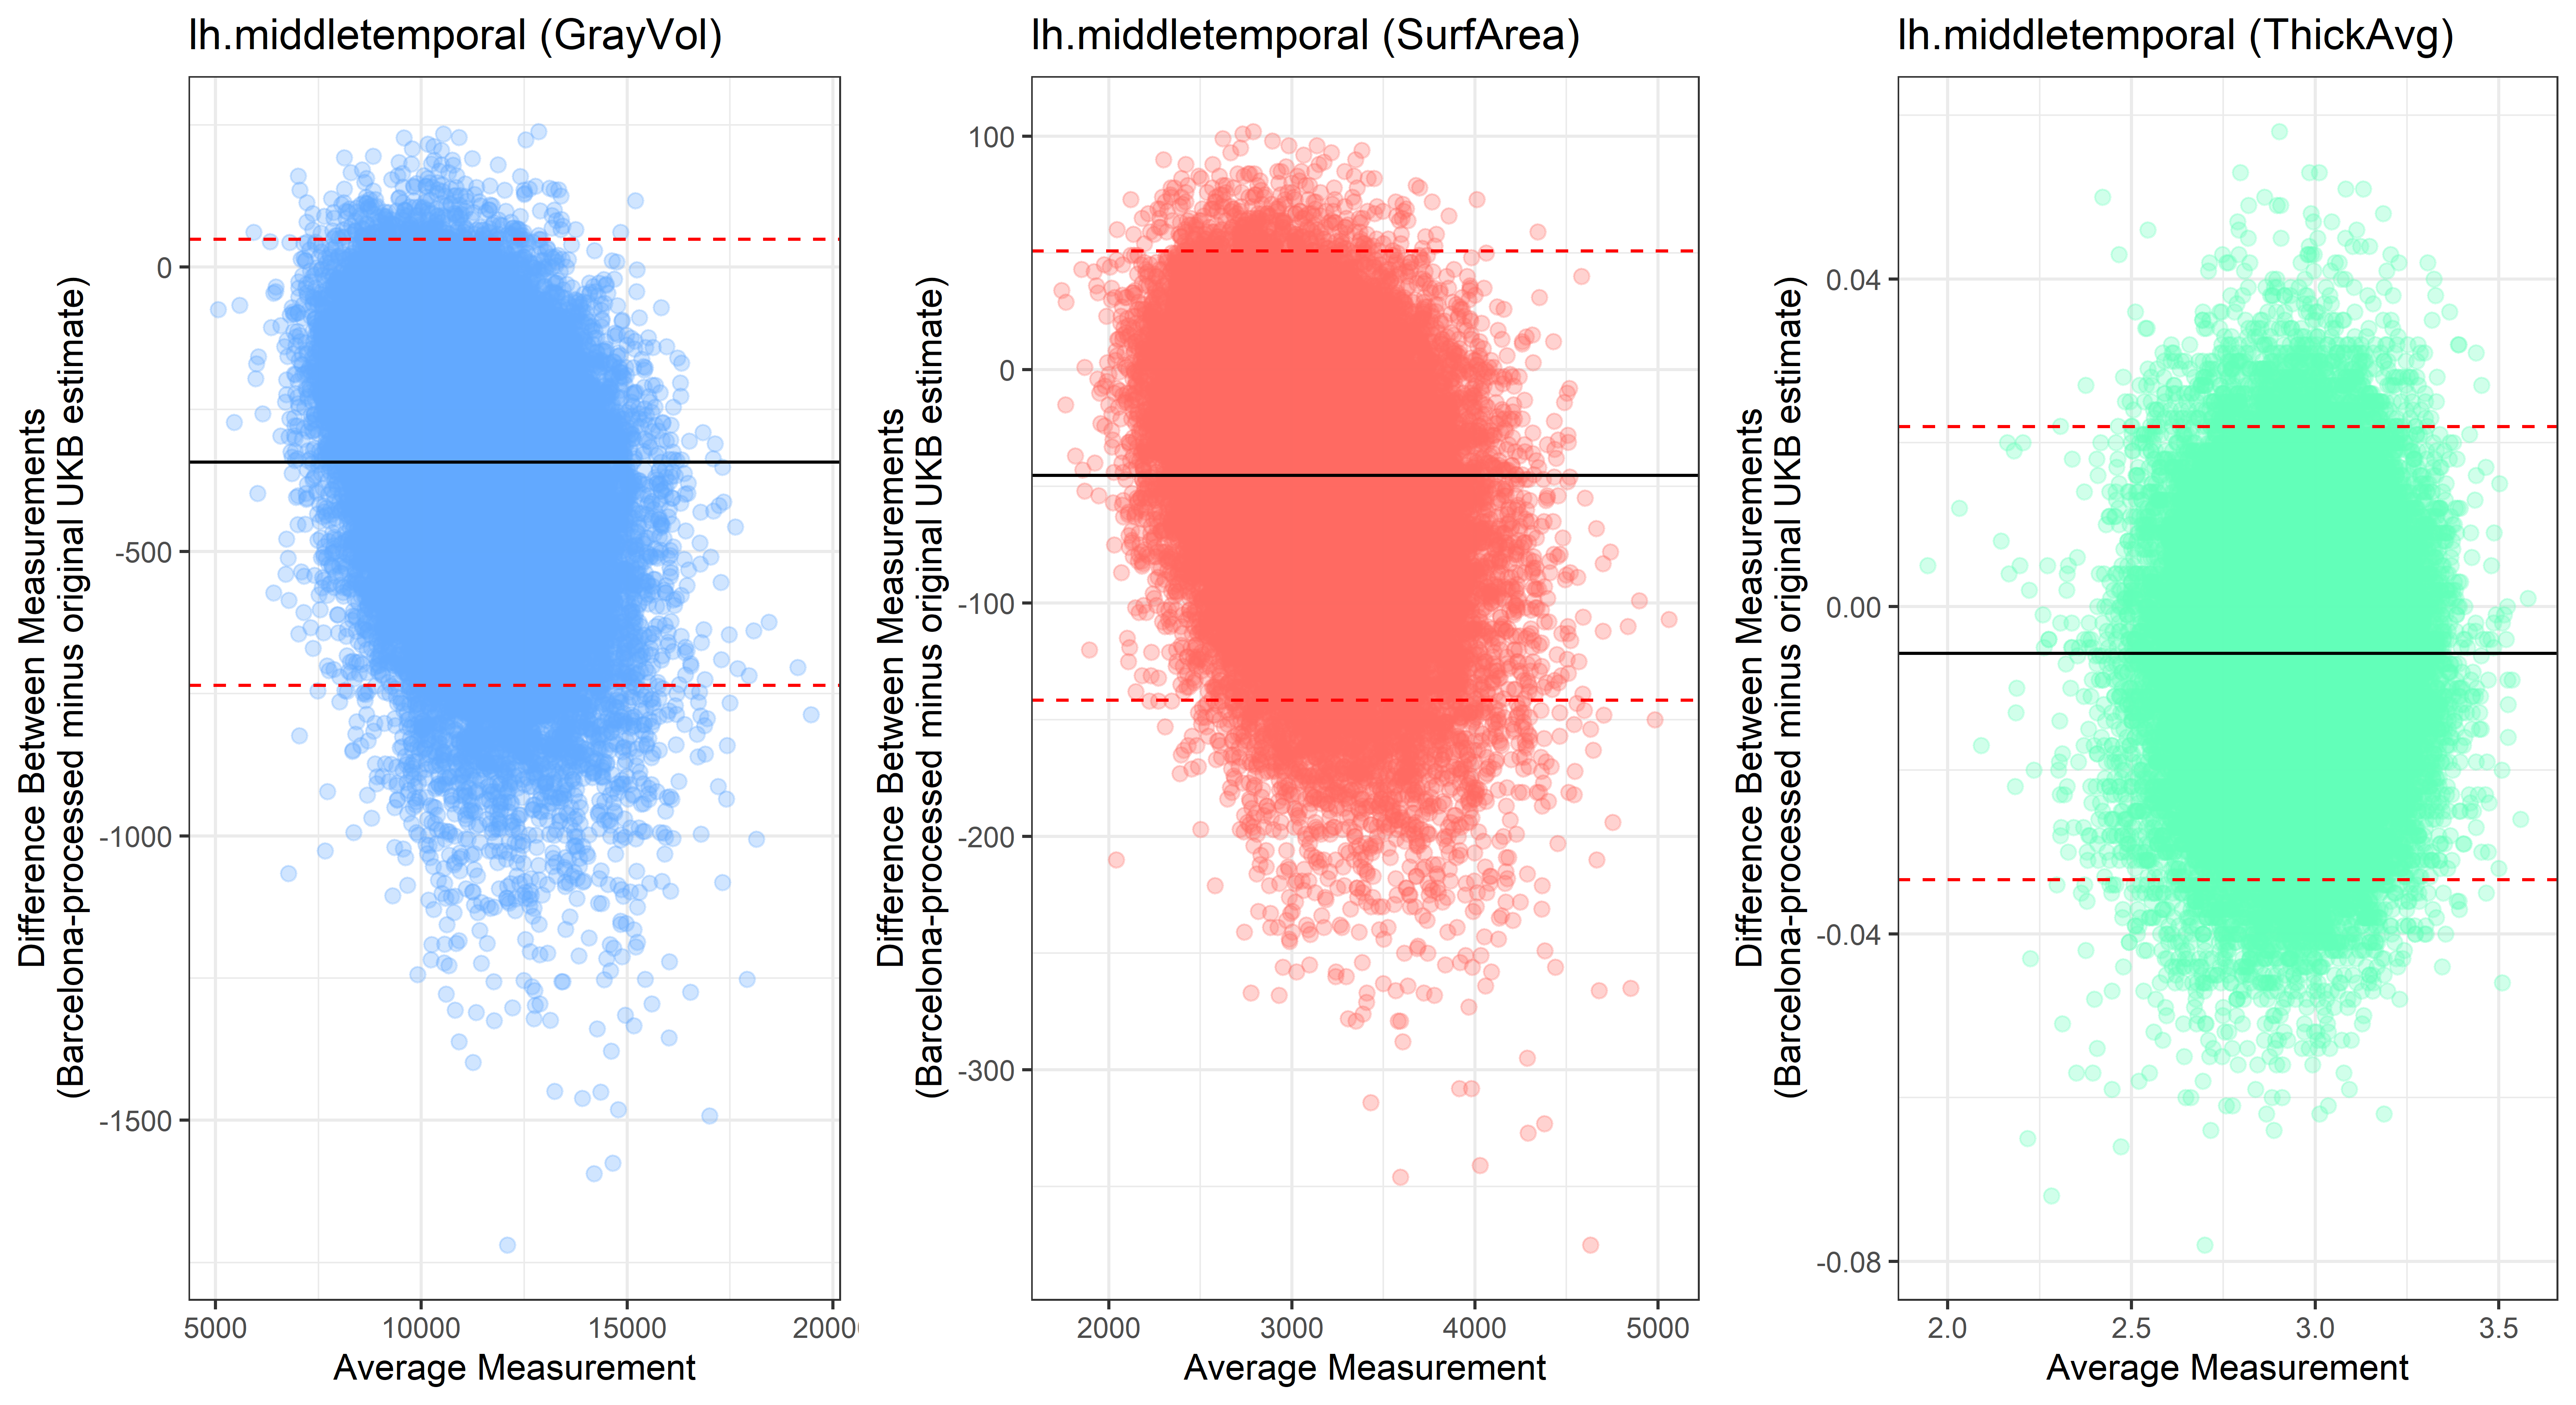 lh.middletemporal (GrayVol)
Difference Between Measurements
(Barcelona-processed minus original UKB estimate)
0
-500
-1000
-1500
5000
10000
15000
20000
Average Measurement
lh.middletemporal (SurfArea)
Difference Between Measurements
(Barcelona-processed minus original UKB estimate)
100
0
-100
-200
-300
2000
3000
4000
5000
Average Measurement
lh.middletemporal (ThickAvg)
Difference Between Measurements
(Barcelona-processed minus original UKB estimate)
0.04
0.00
-0.04
-0.08
2.0
2.5
3.0
3.5
Average Measurement